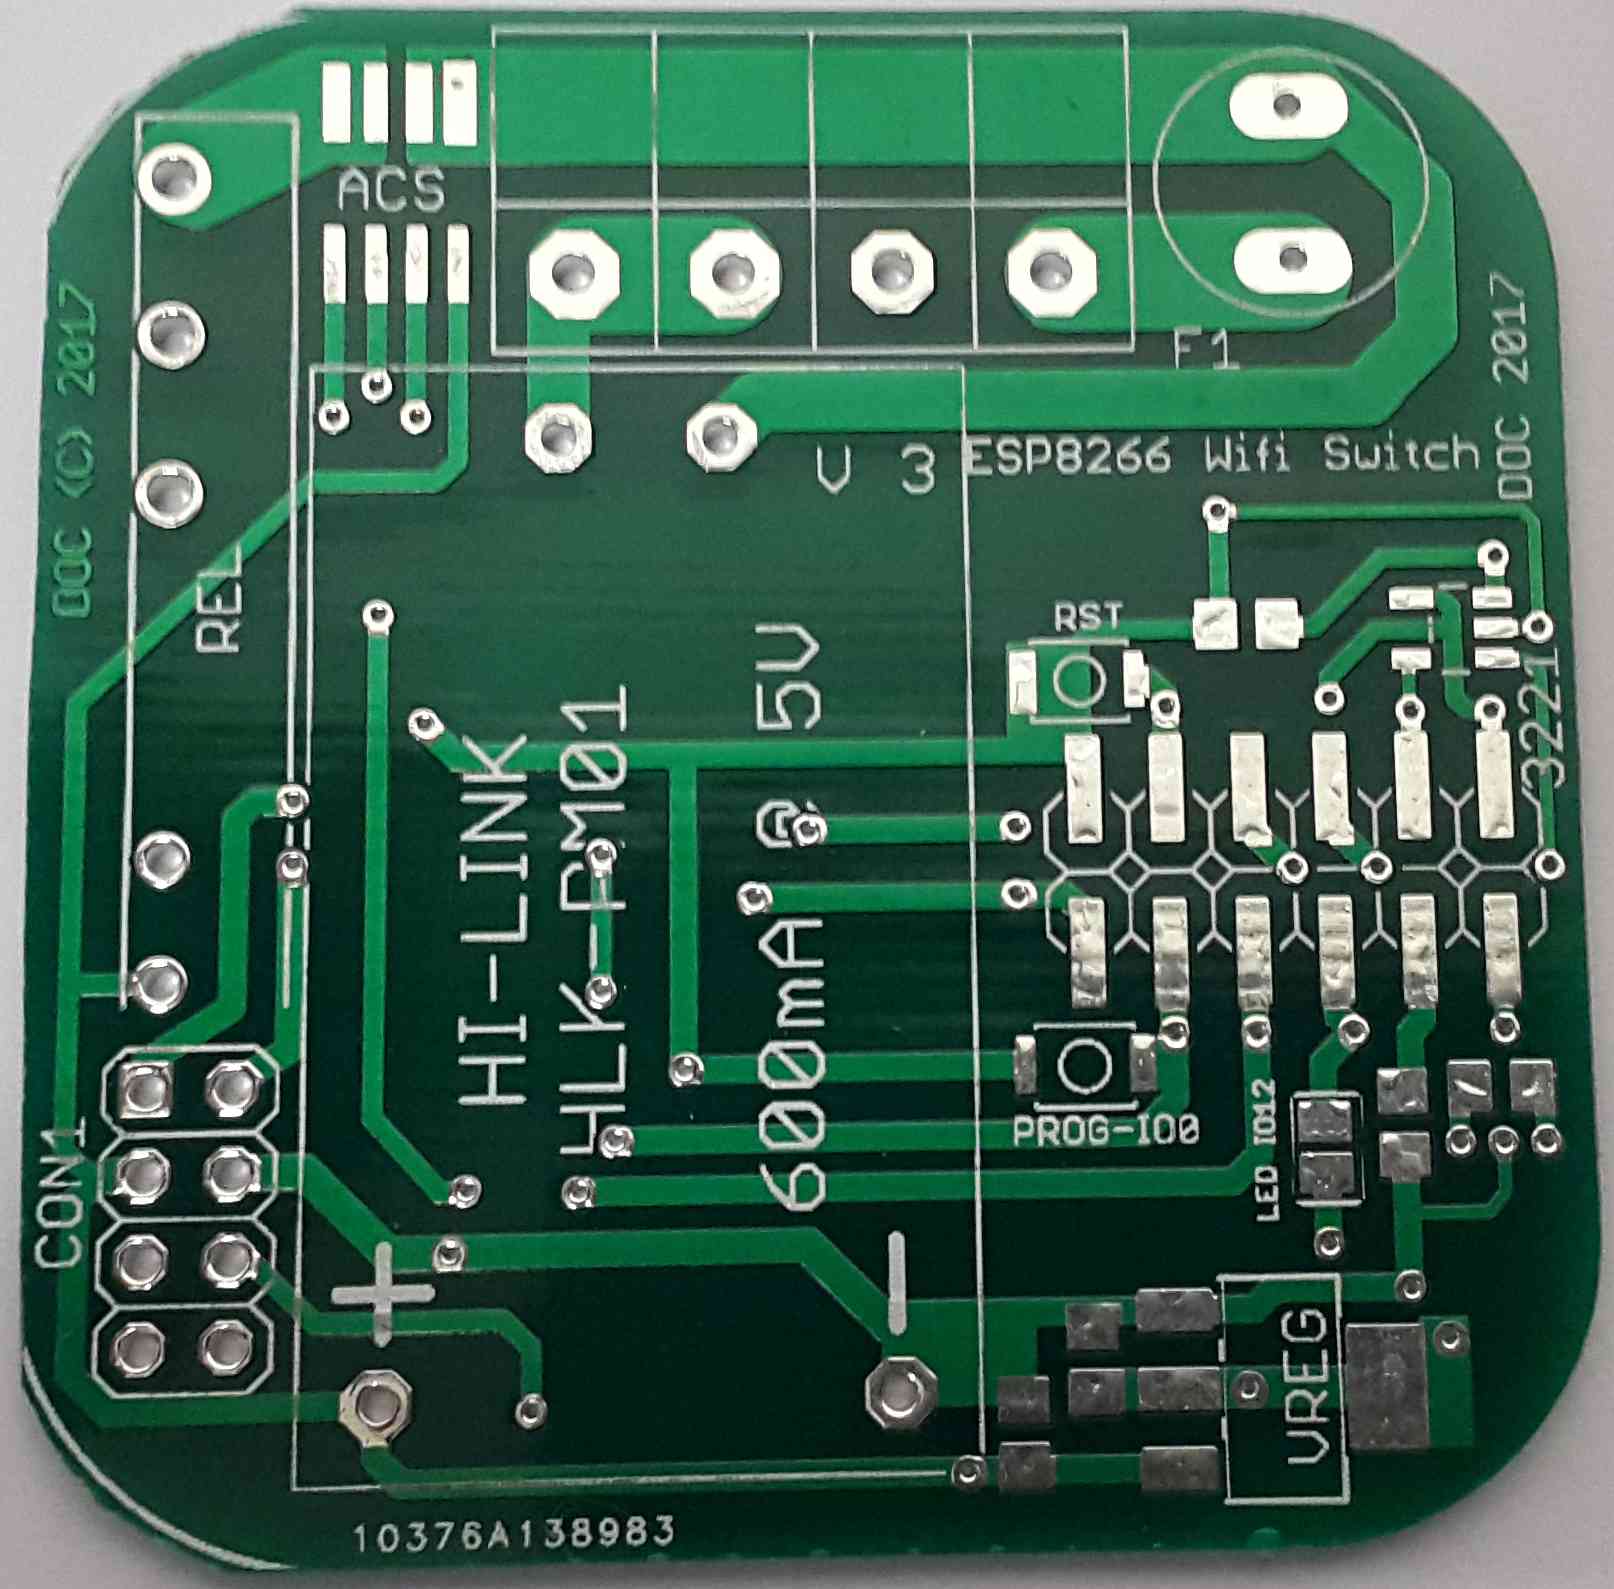 ACS
F1
V 3
ESP8266 Wifi Switch
DOC 2017
DOC (C) 2017
REL
RST
3221
HI-LINK
HLK-PM01
600mA @ 5V
PROG-IO0
LED IO12
CON1
+
-
VREG
10376A138983